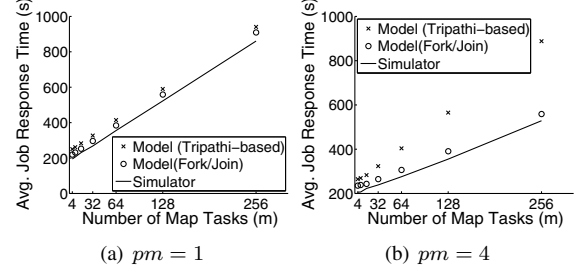 Avg. Job Response Time (s)
1000
800
600
400
200
0
× Model (Tripathi-based)
○ Model(Fork/Join)
Simulator
4 32 64 128 256
Number of Map Tasks (m)
(a) pm = 1
Avg. Job Response Time (s)
1000
800
600
400
200
× Model (Tripathi-based)
○ Model(Fork/Join)
Simulator
4 32 64 128 256
Number of Map Tasks (m)
(b) pm = 4